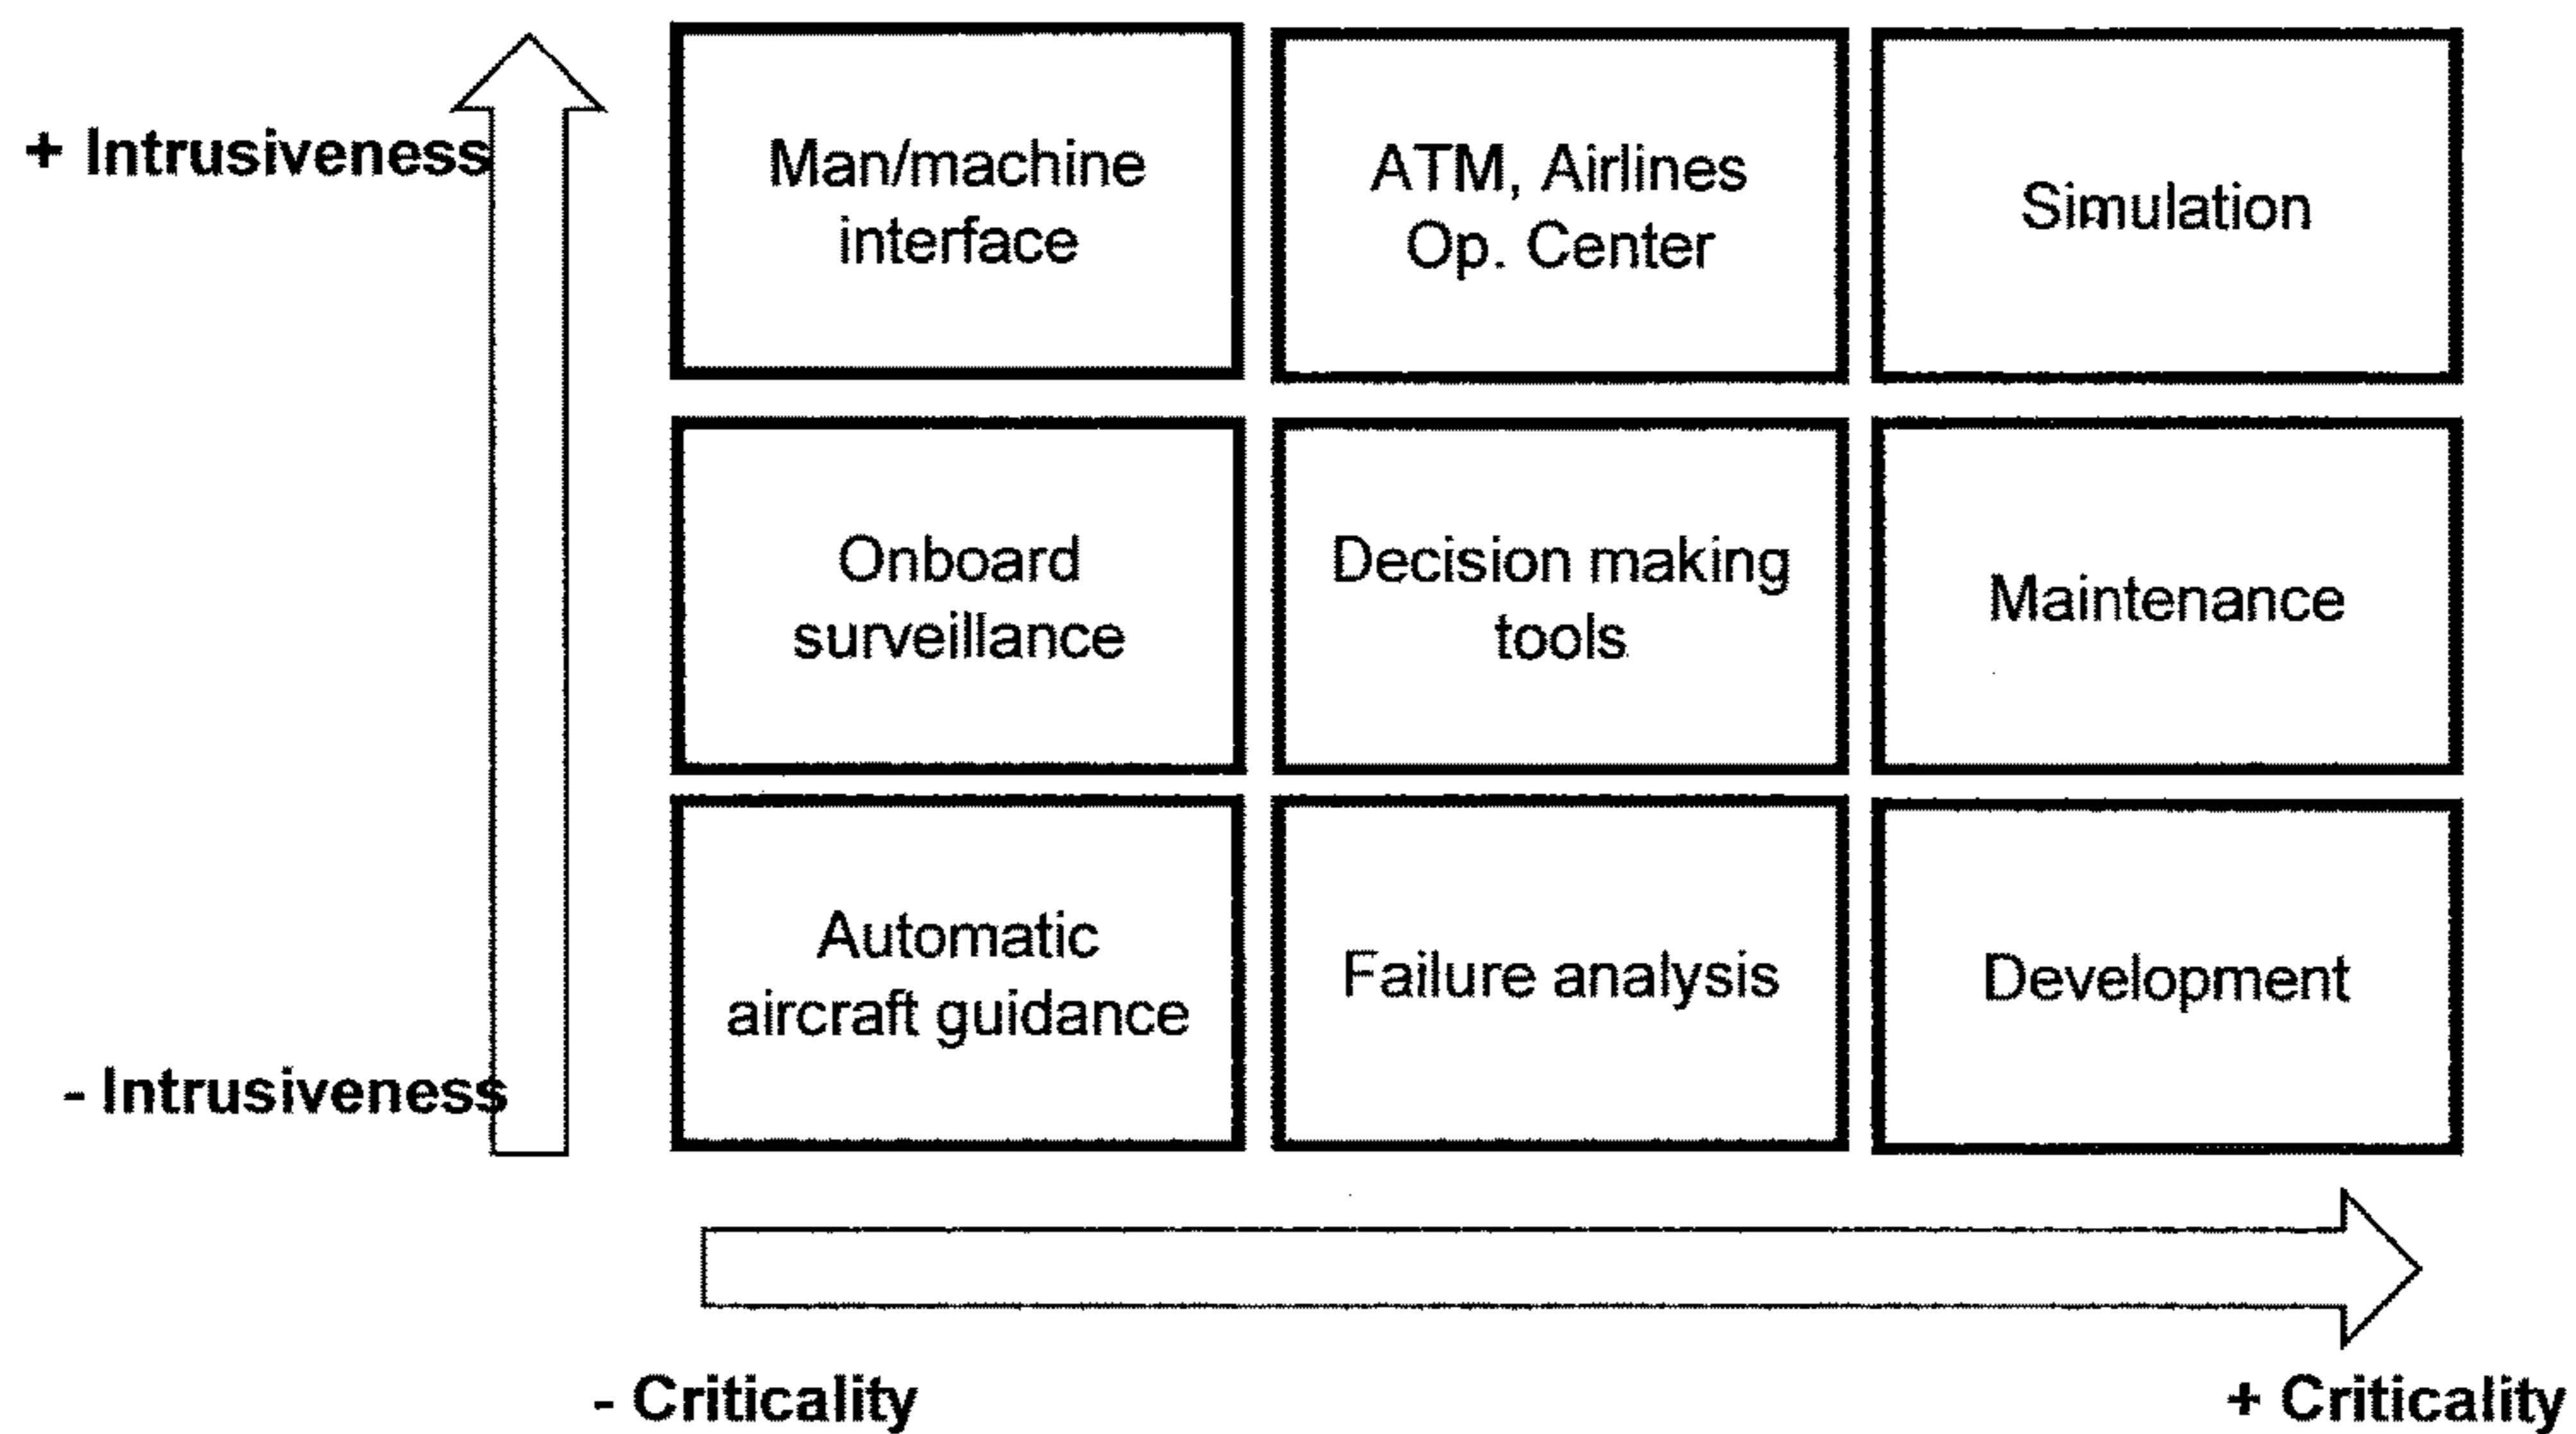 + Intrusiveness
Man/machine
interface
ATM, Airlines
Op. Center
Simulation
Onboard
surveillance
Decision making
tools
Maintenance
Automatic
aircraft guidance
Failure analysis
Development
- Intrusiveness
- Criticality
+ Criticality